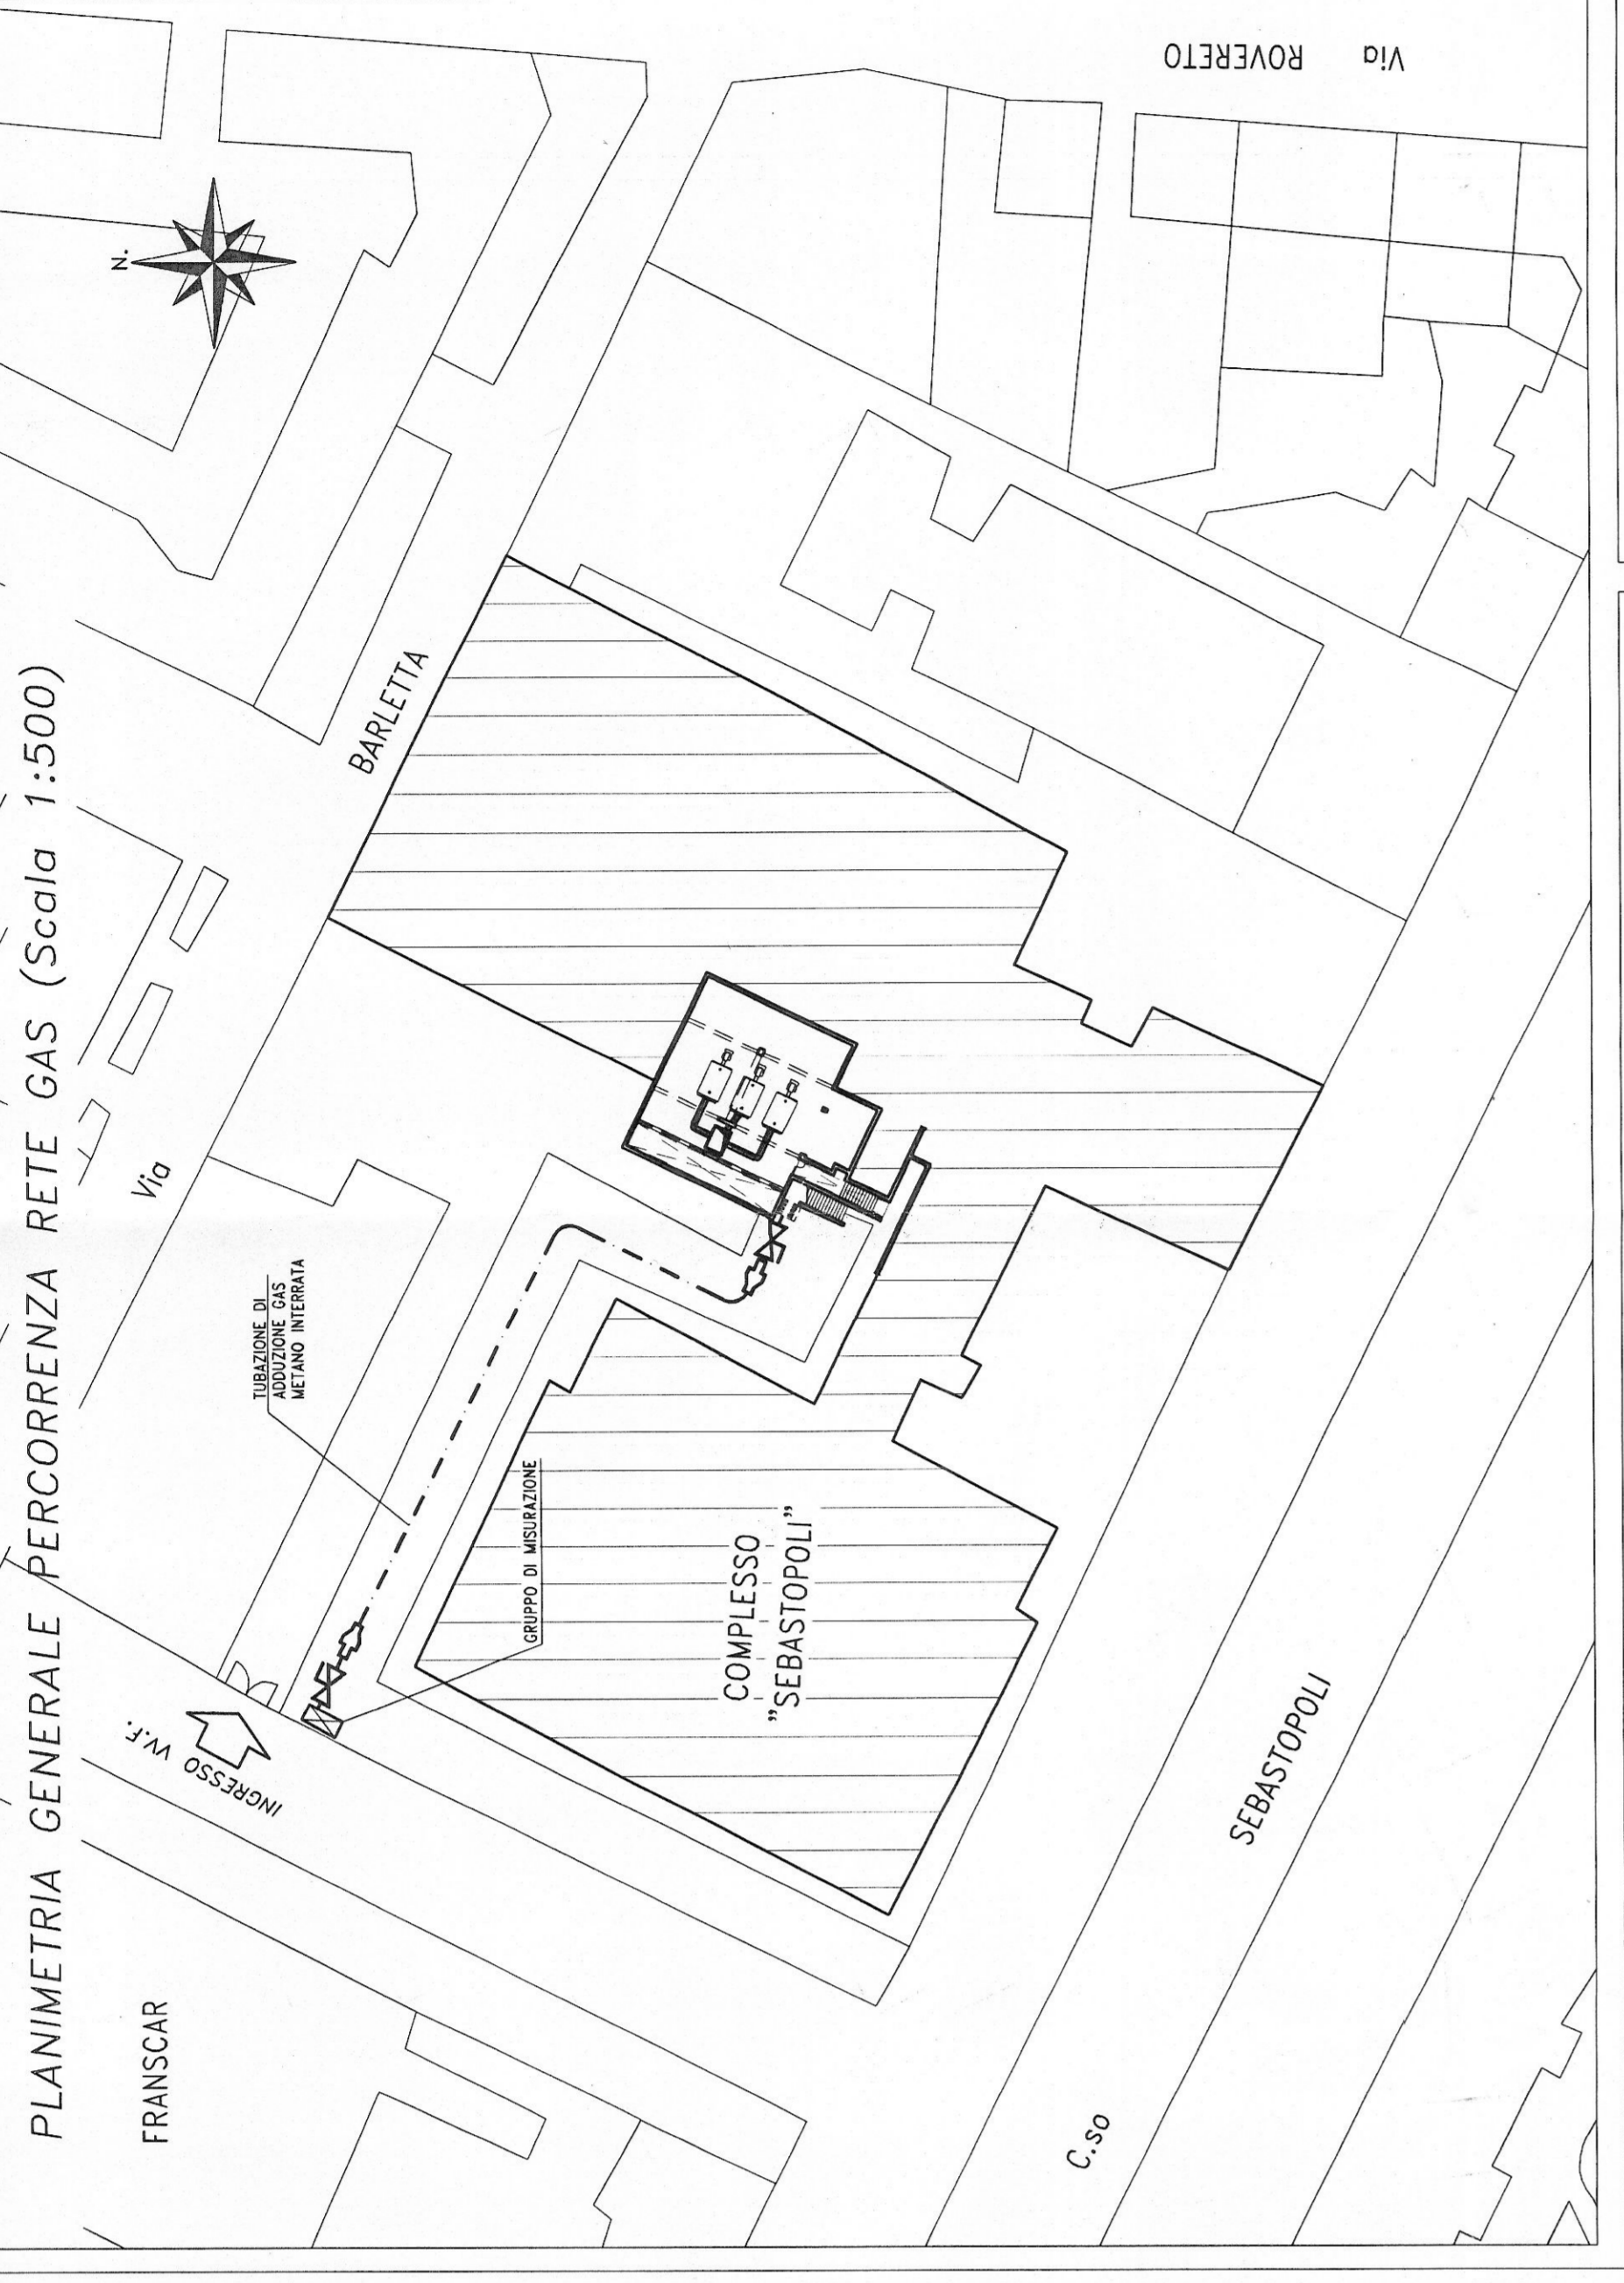 PLANIMETRIA GENERALE PERCORRENZA RETE GAS (Scala 1:500)
FRANSCAR
INGRESSO VV.F.
TUBAZIONE DI
ADDUZIONE GAS
METANO INTERRATA
Via BARLETTA
N.
GRUPPO DI MISURAZIONE
COMPLESSO
"SEBASTOPOLI"
C.so SEBASTOPOLI
Via ROVERETO